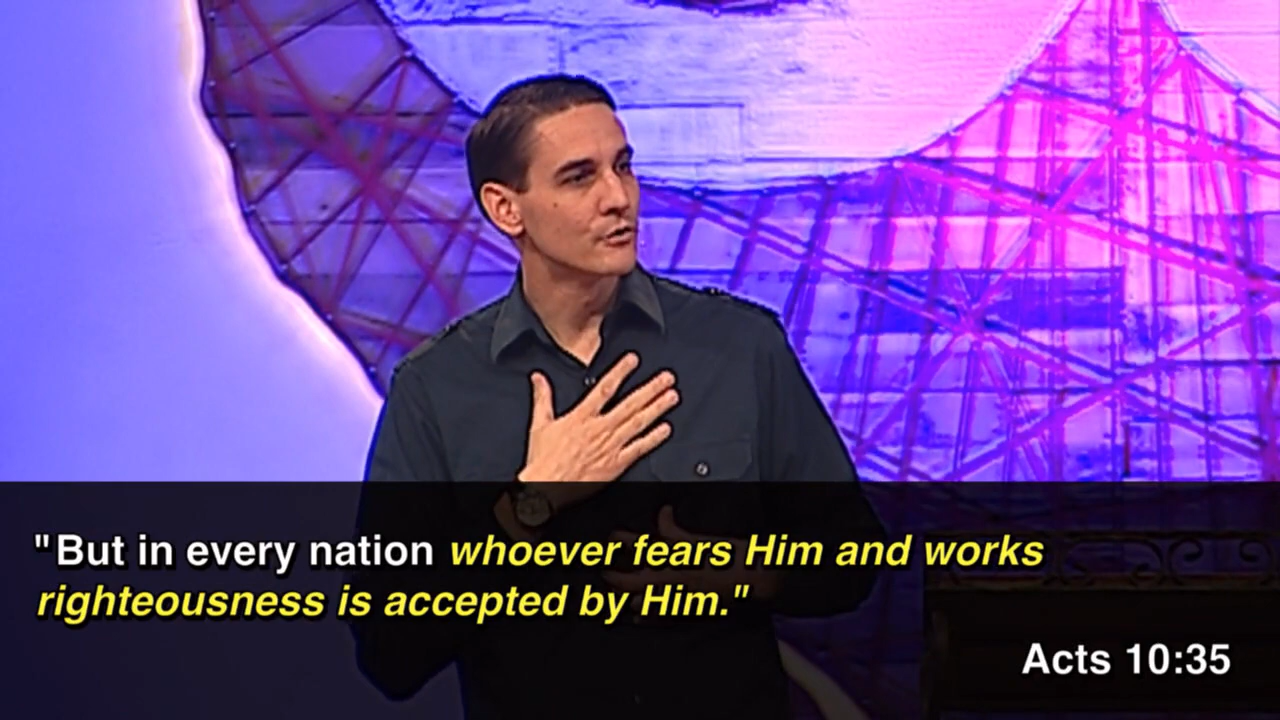 "But in every nation whoever fears Him and works
righteousness is accepted by Him."
Acts 10:35